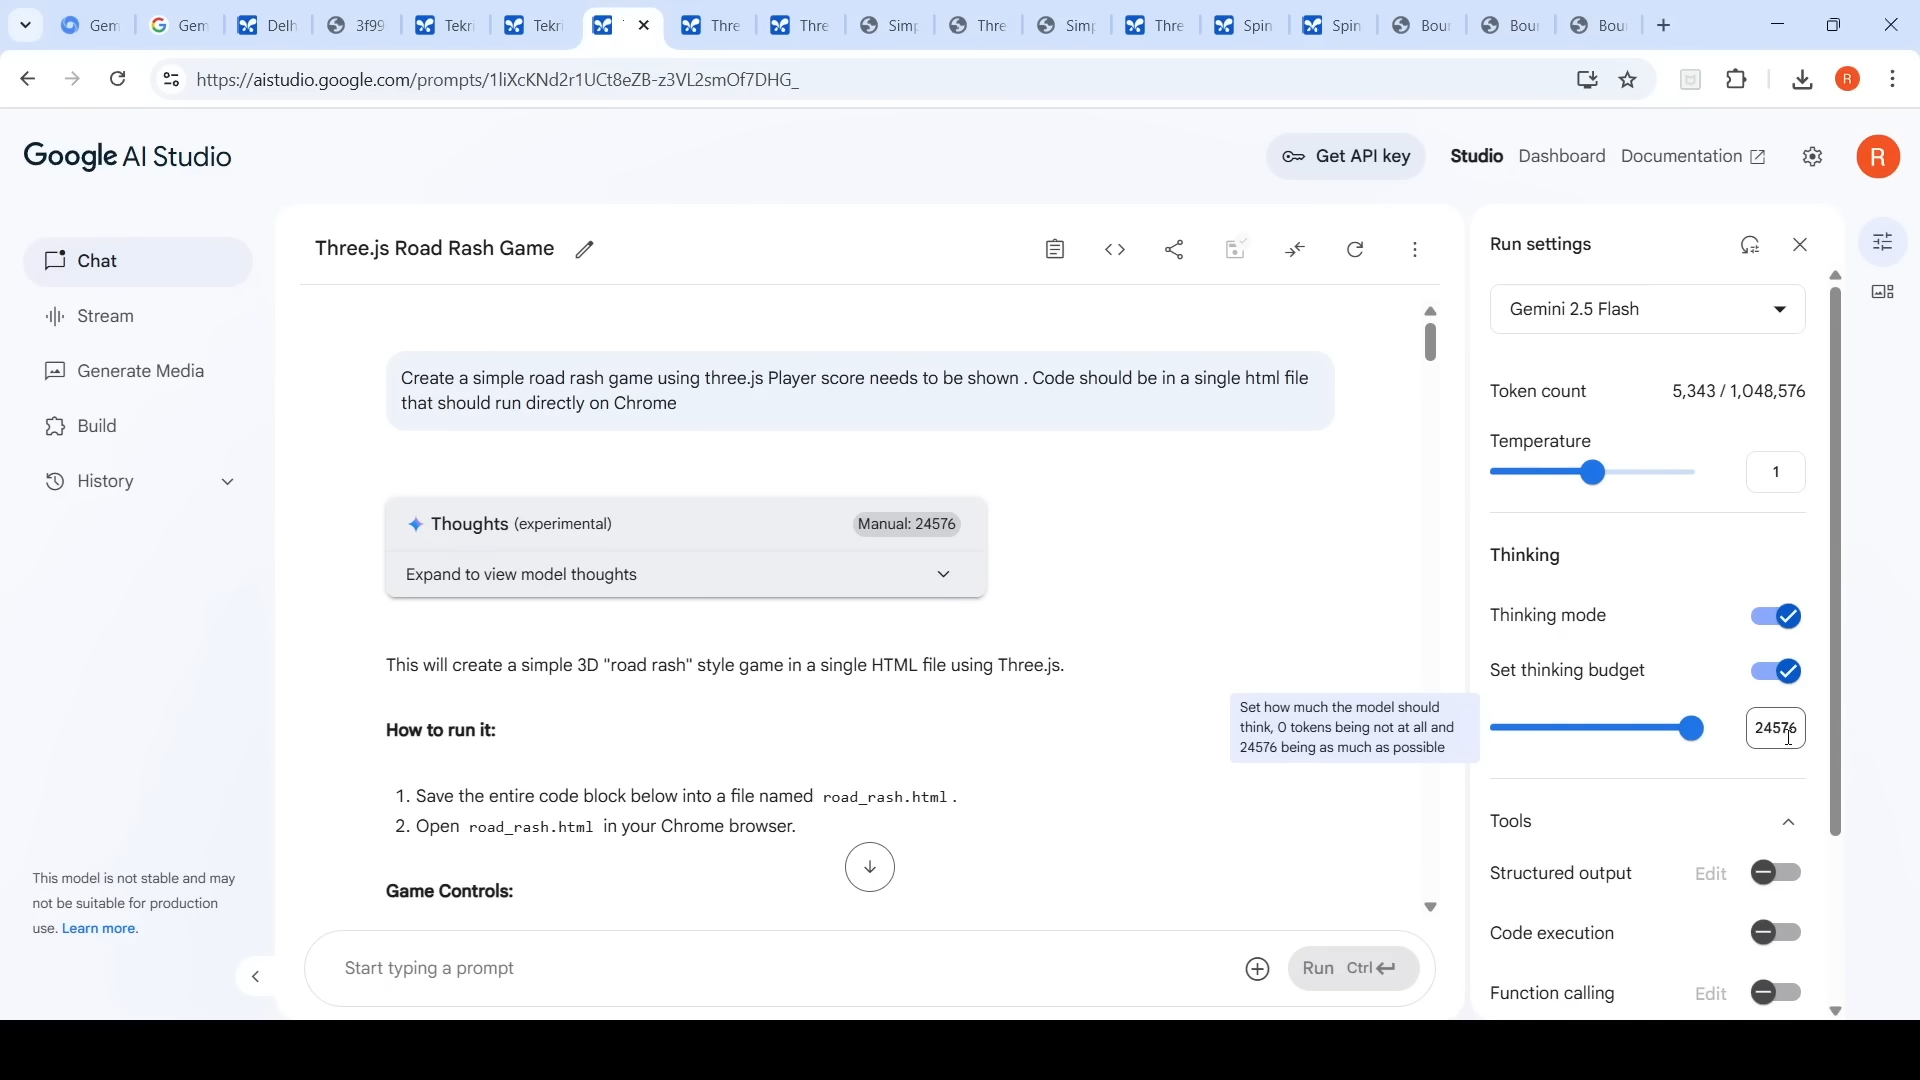 Gem
Gem
Delh
3f99
Tekri
Tekri
Thre
Thre
Simp
Thre
Simp
Thre
Spin
Spin
Bour
Bour
Bou
https://aistudio.google.com/prompts/1liXcKNd2r1UCt8eZB-z3VL2smOf7DHG_
R
Google AI Studio
Get API key
Studio
Dashboard
Documentation
R
Chat
Stream
Generate Media
Build
History
This model is not stable and may
not be suitable for production
use. Learn more.
Three.js Road Rash Game
Create a simple road rash game using three.js Player score needs to be shown . Code should be in a single html file
that should run directly on Chrome
Thoughts (experimental)
Manual: 24576
Expand to view model thoughts
This will create a simple 3D "road rash" style game in a single HTML file using Three.js.
How to run it:
1. Save the entire code block below into a file named road_rash.html.
2. Open road_rash.html in your Chrome browser.
Game Controls:
Start typing a prompt
Run Ctrl
Run settings
Gemini 2.5 Flash
Token count 5,343 / 1,048,576
Temperature
1
Thinking
Thinking mode
Set thinking budget
Set how much the model should
think, 0 tokens being not at all and
24576 being as much as possible
24576
Tools
Structured output Edit
Code execution
Function calling Edit